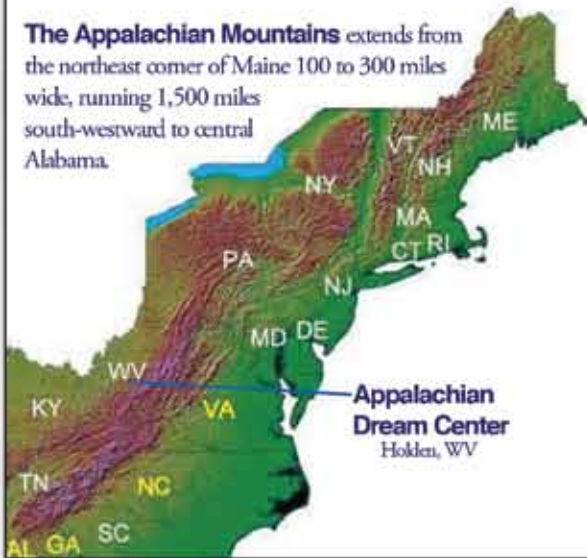 The Appalachian Mountains extends from
the northeast corner of Maine 100 to 300 miles
wide, running 1,500 miles
south-westward to central
Alabama.
ME
VT
NH
NY
MA
CT RI
PA
NJ
MD DE
WV
Appalachian
Dream Center
Holden, WV
KY
VA
TN
NC
SC
AL GA